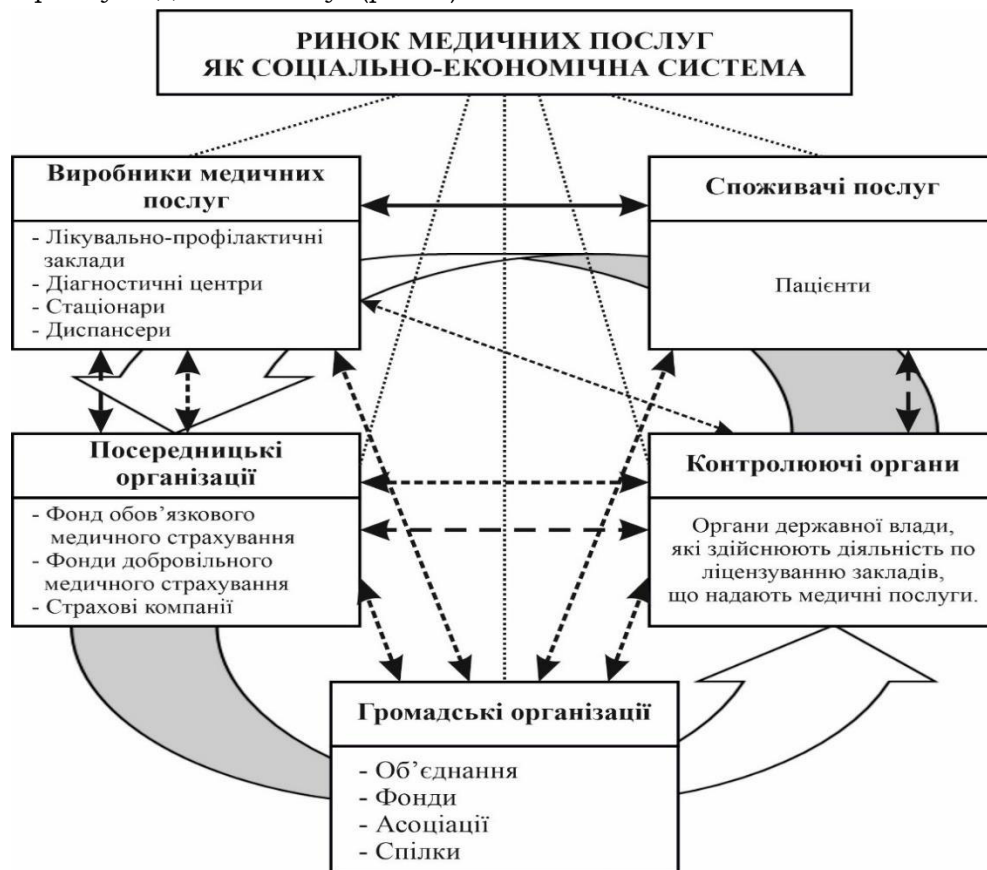 РИНОК МЕДИЧНИХ ПОСЛУГ
ЯК СОЦІАЛЬНО-ЕКОНОМІЧНА СИСТЕМА
Виробники медичних
послуг
- Лікувально-профілактичні
заклади
- Діагностичні центри
- Стаціонари
- Диспансери
Споживачі послуг
Пацієнти
Посередницькі
організації
- Фонд обов’язкового
медичного страхування
- Фонди добровільного
медичного страхування
- Страхові компанії
Контролюючі органи
Органи державної влади,
які здійснюють діяльність по
ліцензуванню закладів,
що надають медичні послуги.
Громадські організації
- Об’єднання
- Фонди
- Асоціації
- Спілки